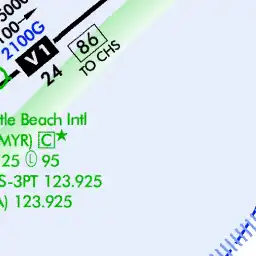 5000
100
2100G
V1
24
86
TO CHS
tle Beach Intl
MYR) C★
25 Ⓛ 95
S-3PT 123.925
A) 123.925